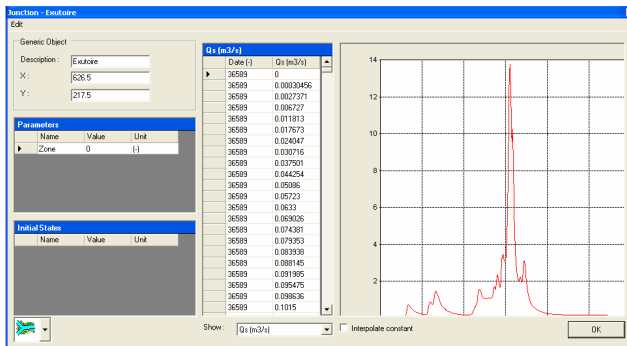 Junction - Exutoire
Edit
Generic Object
Description : Exutoire
X : 626.5
Y : 217.5
Parameters
Name Value Unit
Zone 0 (-)
Initial States
Name Value Unit
Qs (m3/s)
Date (-) Qs (m3/s)
36589 0
36589 0.00030456
36589 0.0027371
36589 0.006727
36589 0.011813
36589 0.017673
36589 0.024047
36589 0.030716
36589 0.037501
36589 0.044254
36589 0.05086
36589 0.05723
36589 0.0633
36589 0.069026
36589 0.074381
36589 0.079353
36589 0.083938
36589 0.088145
36589 0.091985
36589 0.095475
36589 0.098636
36589 0.1015
Show : Qs (m3/s)
14
12
10
8
6
4
2
Interpolate constant
OK